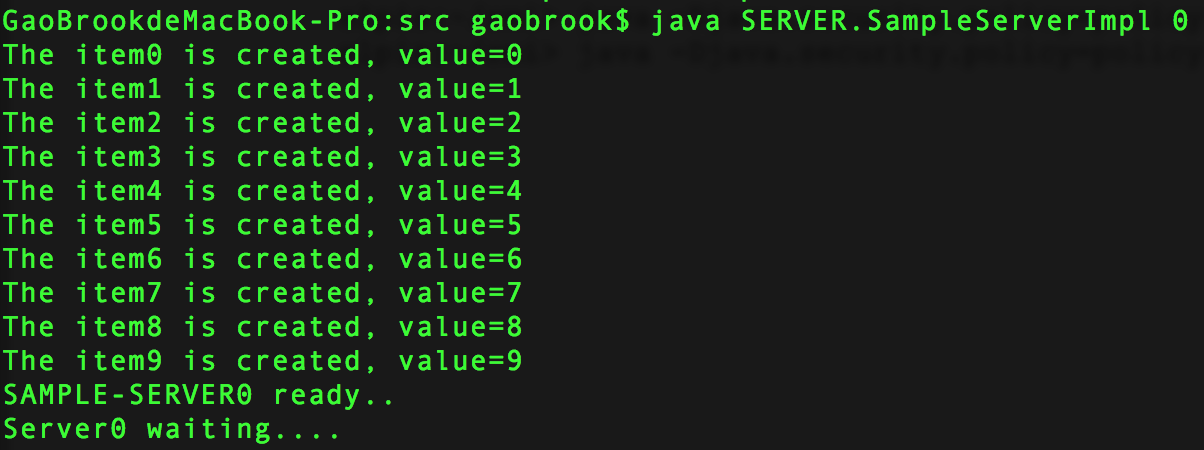 GaoBrookdeMacBook-Pro:src gaobrook$ java SERVER.SampleServerImpl 0
The item0 is created, value=0
The item1 is created, value=1
The item2 is created, value=2
The item3 is created, value=3
The item4 is created, value=4
The item5 is created, value=5
The item6 is created, value=6
The item7 is created, value=7
The item8 is created, value=8
The item9 is created, value=9
SAMPLE-SERVER0 ready..
Server0 waiting....